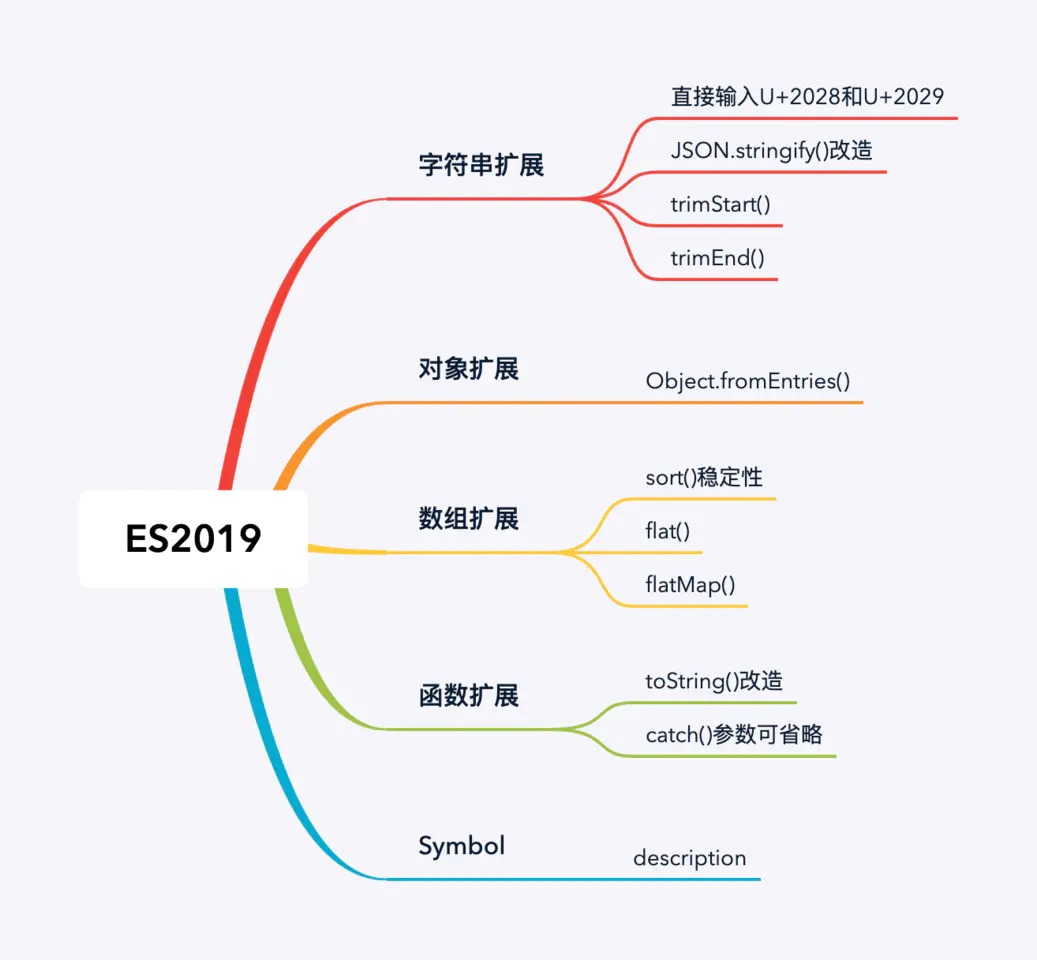 ES2019
字符串扩展
直接输入U+2028和U+2029
JSON.stringify()改造
trimStart()
trimEnd()
对象扩展
Object.fromEntries()
数组扩展
sort()稳定性
flat()
flatMap()
函数扩展
toString()改造
catch()参数可省略
Symbol
description